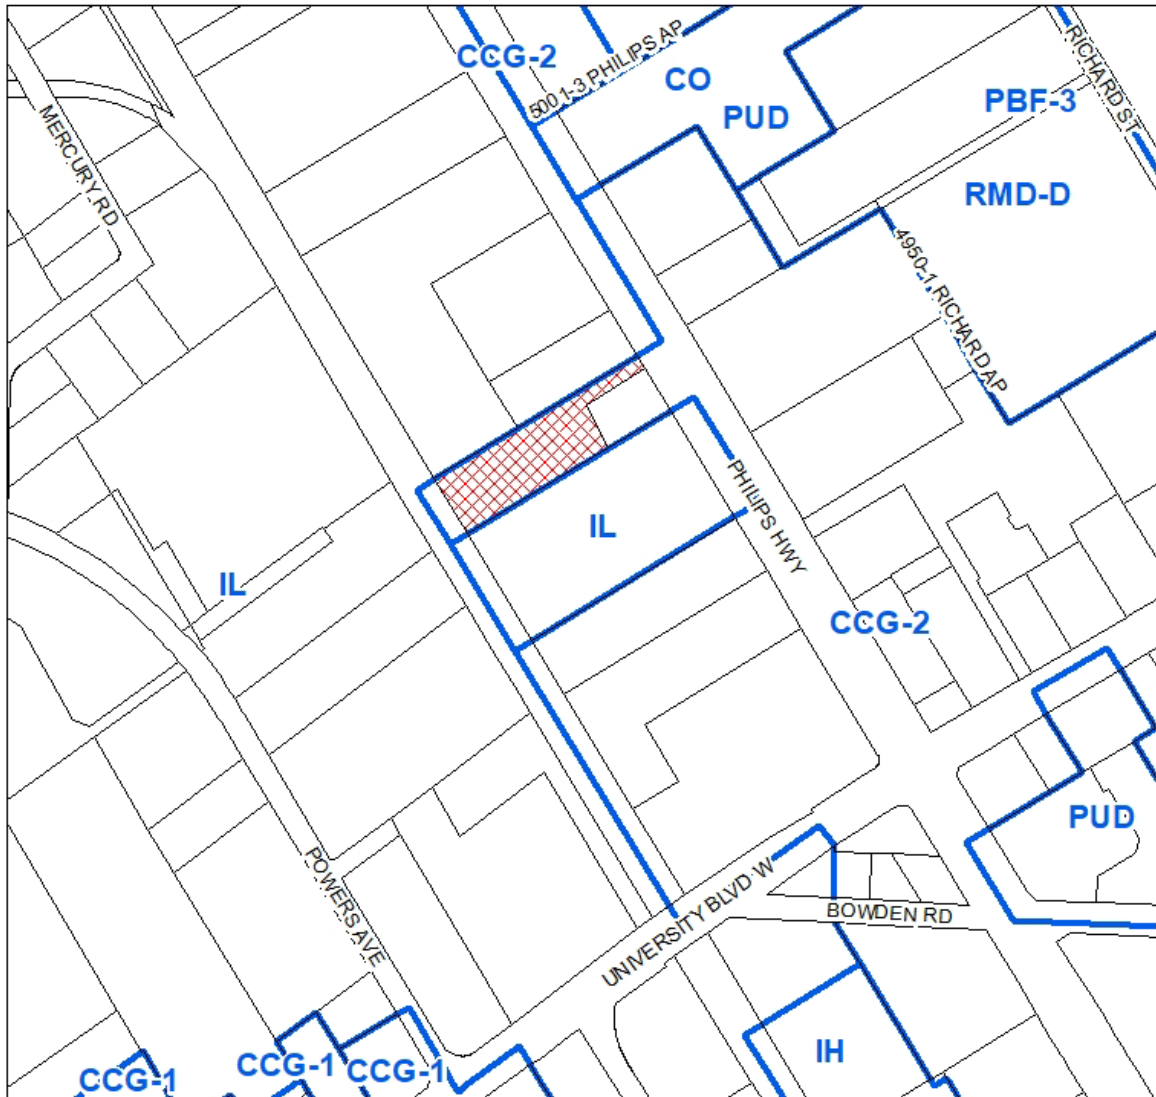 CCG-2
5001-3 PHILIPS AP
CO
PUD
RICHARD ST
PBF-3
MERCURY RD
RMD-D
4950-1 RICHARD AP
PHILIPS HWY
IL
IL
CCG-2
PUD
POWERS AVE
UNIVERSITY BLVD W
BOWDEN RD
IH
CCG-1
CCG-1
CCG-1